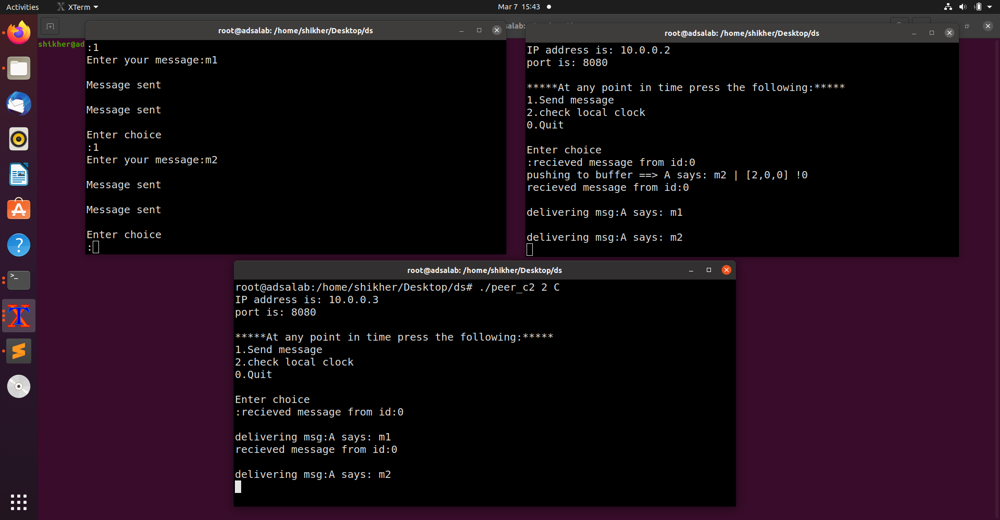 Activities
XTerm
Mar 7 15:43
shikher@ad
salab:
root@adsalab: /home/shikher/Desktop/ds
:1
Enter your message:m1
Message sent
Message sent
Enter choice
:1
Enter your message:m2
Message sent
Message sent
Enter choice
:
root@adsalab: /home/shikher/Desktop/ds
IP address is: 10.0.0.2
port is: 8080
*****At any point in time press the following:*****
1.Send message
2.check local clock
0.Quit
Enter choice
:recieved message from id:0
pushing to buffer ==> A says: m2 | [2,0,0] !0
recieved message from id:0
delivering msg:A says: m1
delivering msg:A says: m2
root@adsalab: /home/shikher/Desktop/ds
root@adsalab:/home/shikher/Desktop/ds# ./peer_c2 2 C
IP address is: 10.0.0.3
port is: 8080
*****At any point in time press the following:*****
1.Send message
2.check local clock
0.Quit
Enter choice
:recieved message from id:0
delivering msg:A says: m1
recieved message from id:0
delivering msg:A says: m2